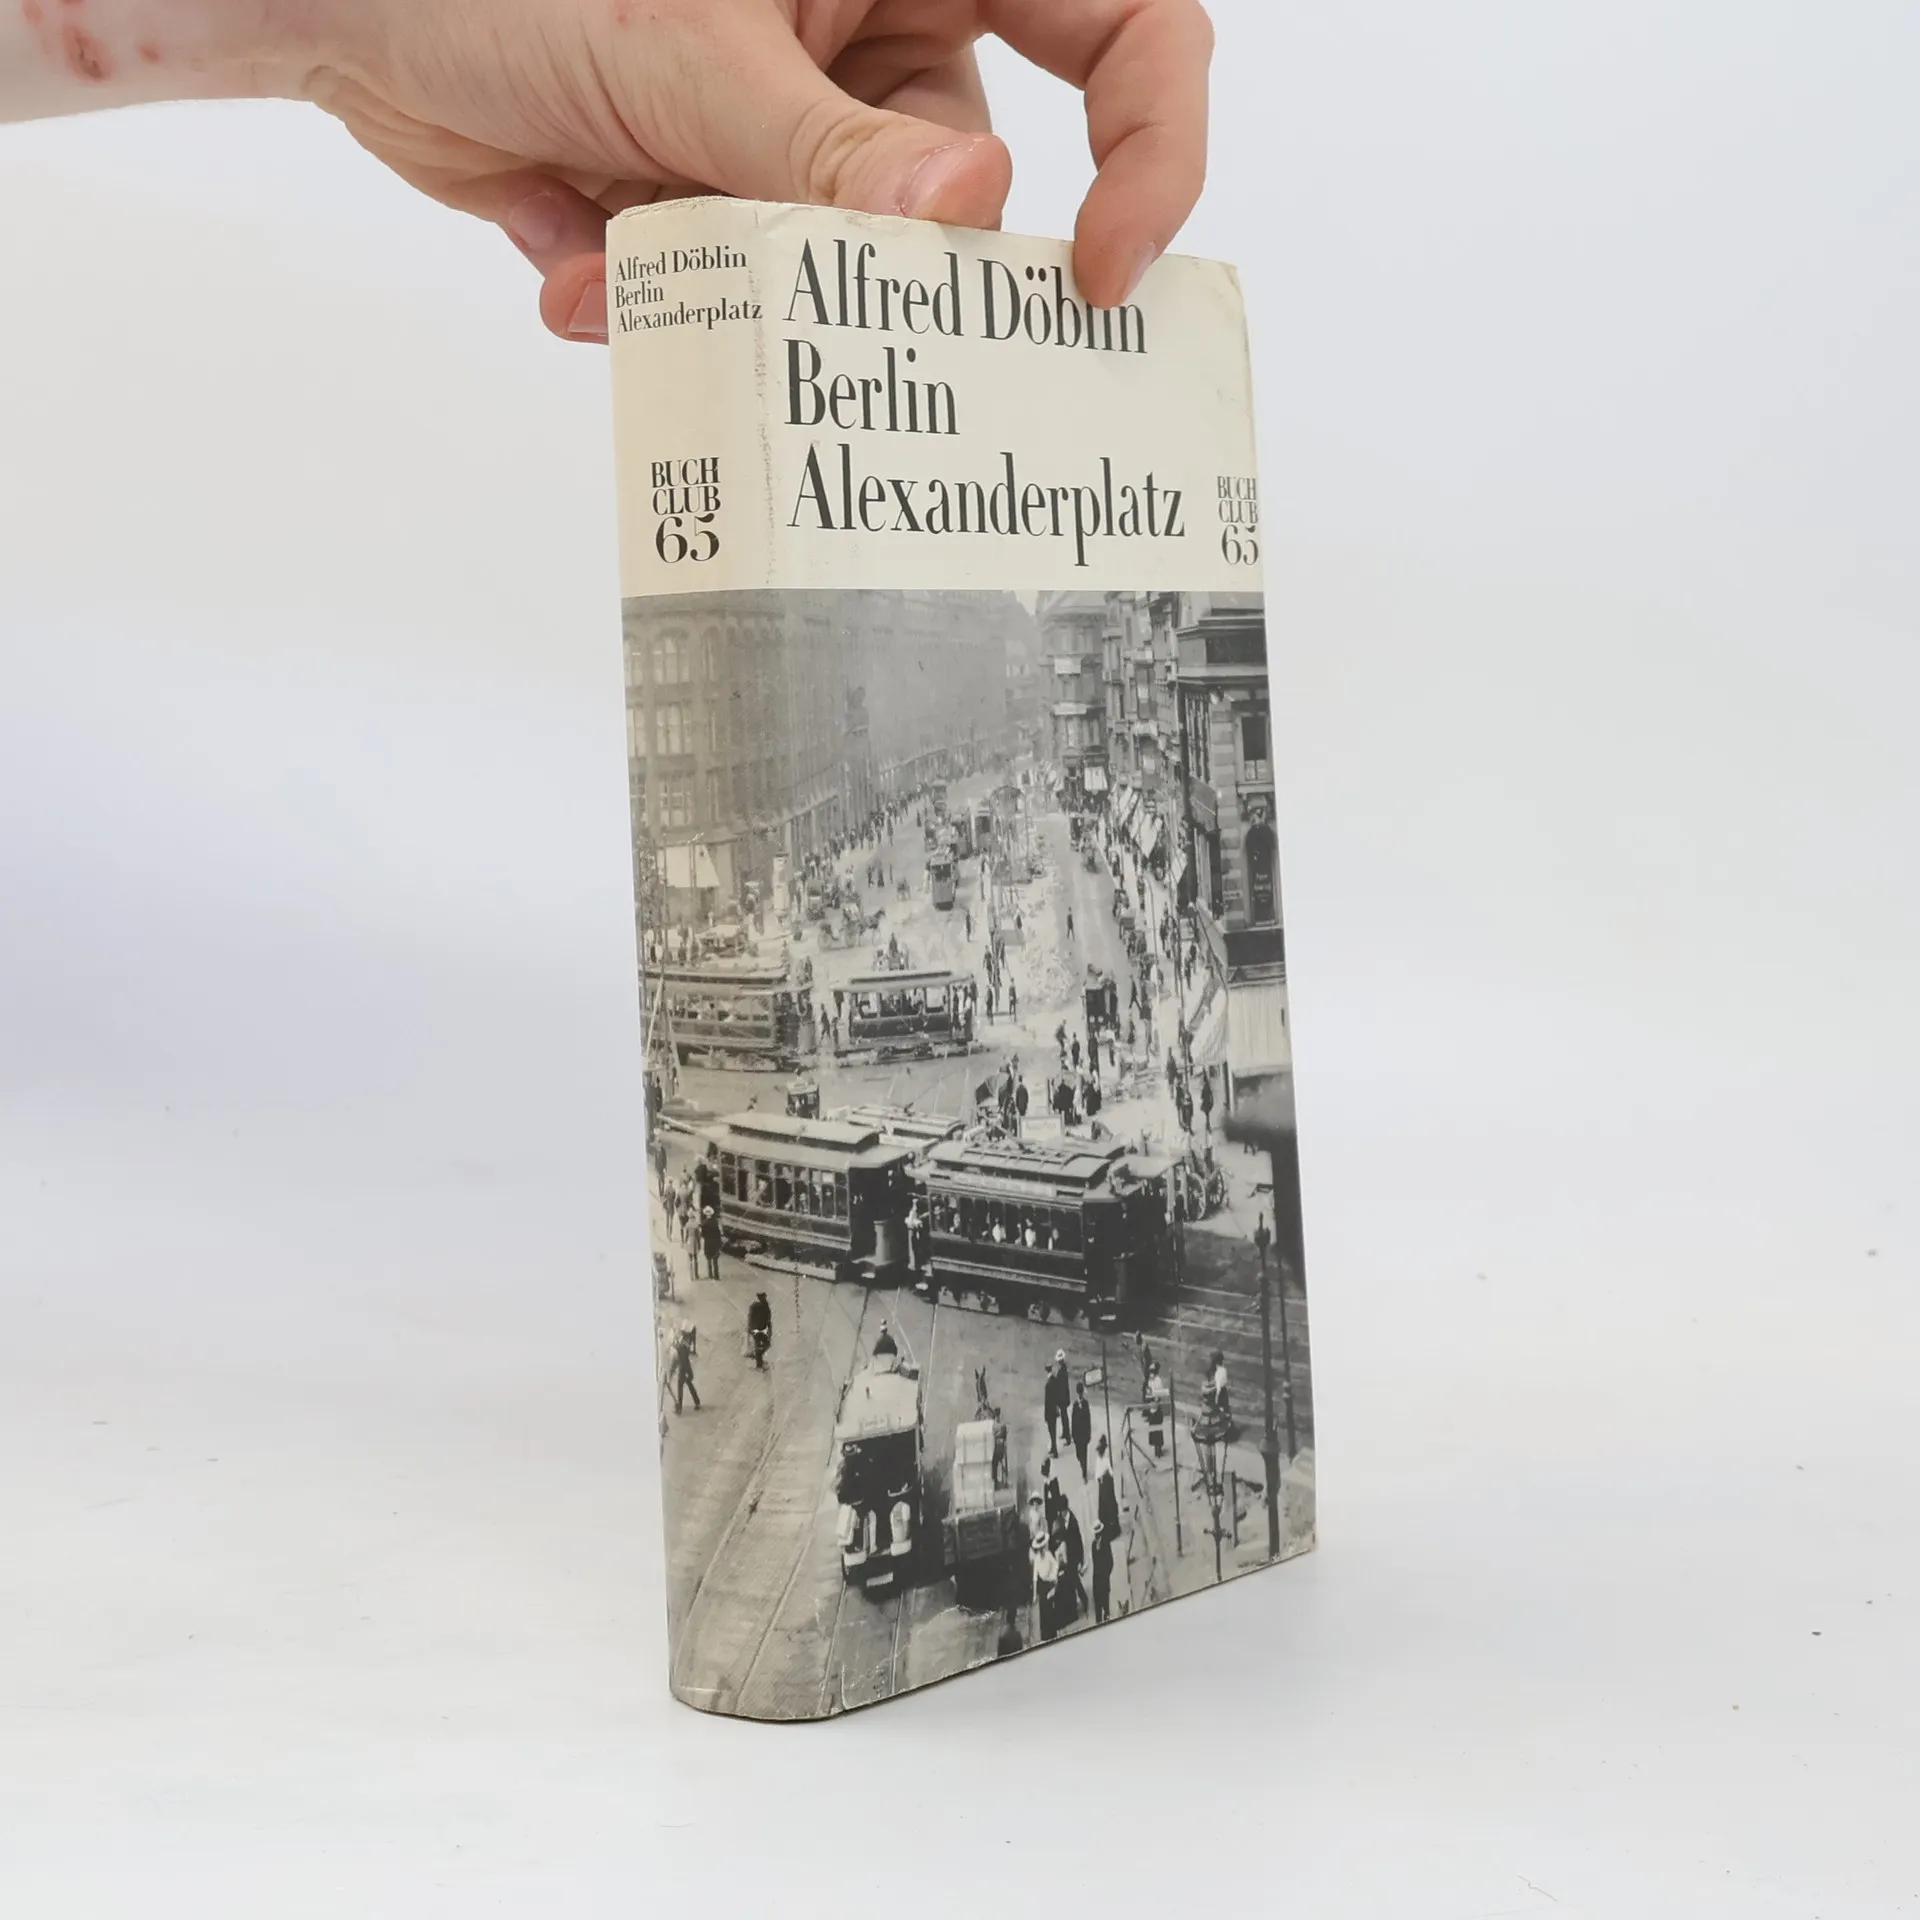 Alfred Döblin
Berlin
Alexanderplatz
BUCH
CLUB
65
Alfred Döblin
Berlin
Alexanderplatz
BUCH
CLUB
65